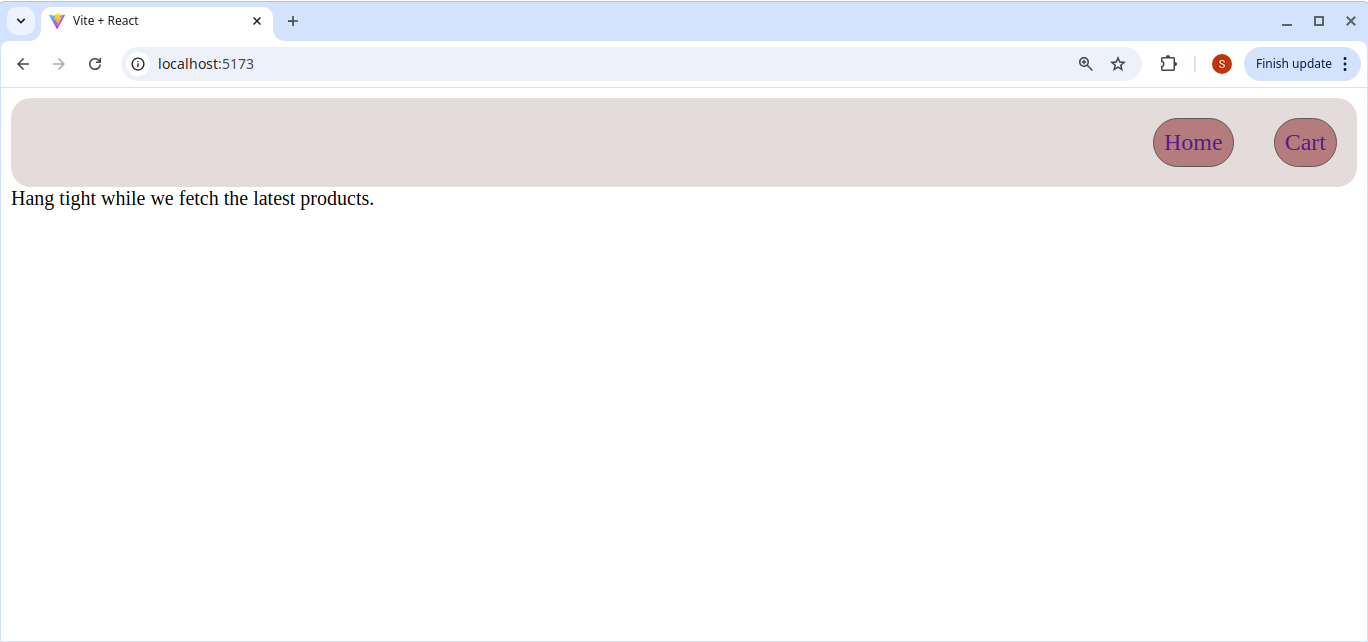 Vite + React
localhost:5173
S
Finish update
Home
Cart
Hang tight while we fetch the latest products.